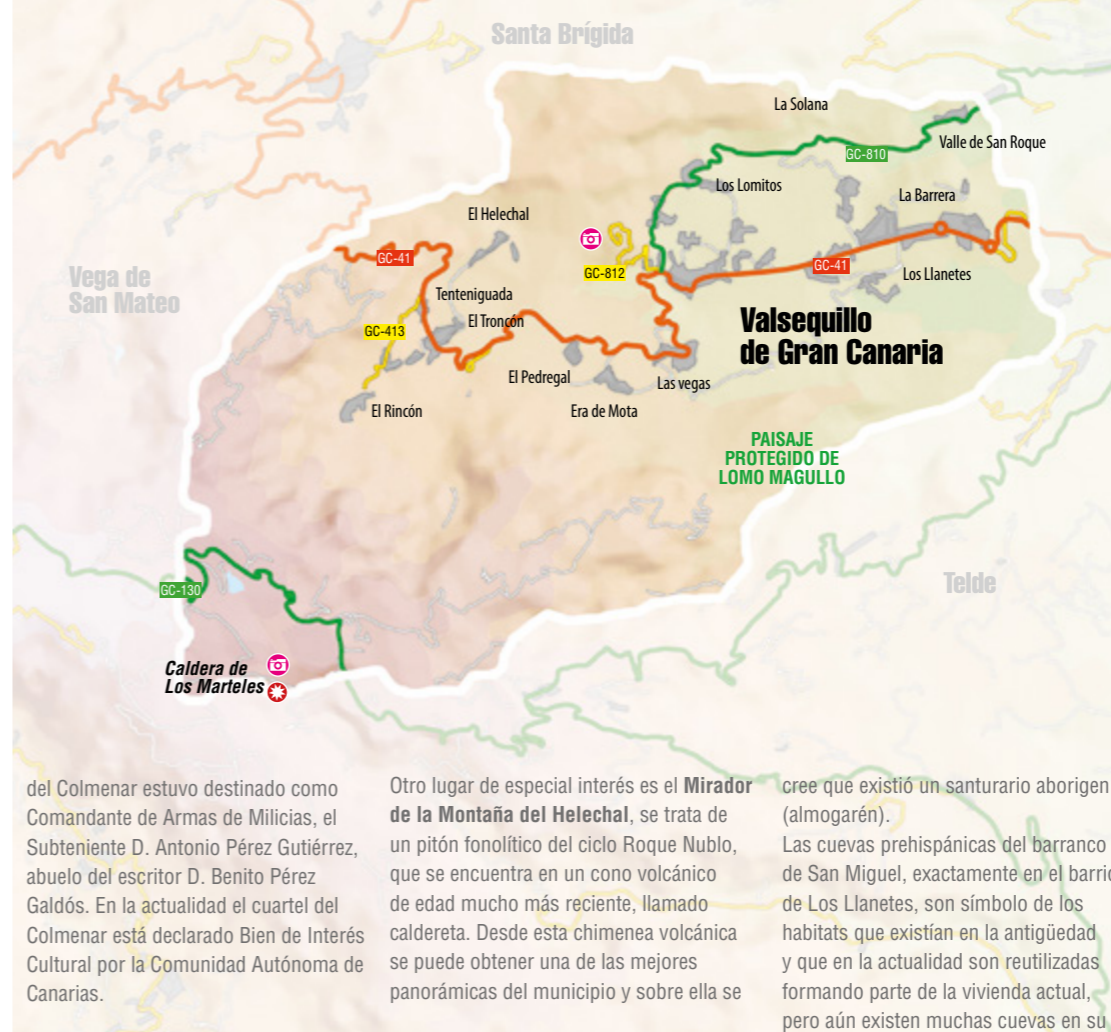 Santa Brígida
La Solana
Valle de San Roque
GC-810
Los Lomitos
La Barrera
El Helechal
GC-41
GC-812
GC-41
Los Llanetes
Vega de
San Mateo
Tenteniguada
El Troncón
GC-413
Valsequillo
de Gran Canaria
El Pedregal
Las vegas
El Rincón
Era de Mota
PAISAJE
PROTEGIDO DE
LOMO MAGULLO
Telde
GC-130
Caldera de
Los Marteles
del Colmenar estuvo destinado como
Comandante de Armas de Milicias, el
Subteniente D. Antonio Pérez Gutiérrez,
abuelo del escritor D. Benito Pérez
Galdós. En la actualidad el cuartel del
Colmenar está declarado Bien de Interés
Cultural por la Comunidad Autónoma de
Canarias.
Otro lugar de especial interés es el Mirador
de la Montaña del Helechal, se trata de
un pitón fonolítico del ciclo Roque Nublo,
que se encuentra en un cono volcánico
de edad mucho más reciente, llamado
caldereta. Desde esta chimenea volcánica
se puede obtener una de las mejores
panorámicas del municipio y sobre ella se
cree que existió un santurario aborigen
(almogarén).
Las cuevas prehispánicas del barranco
de San Miguel, exactamente en el barrio
de Los Llanetes, son símbolo de los
habitats que existían en la antigüedad
y que en la actualidad son reutilizadas
formando parte de la vivienda actual,
pero aún existen muchas cuevas en su